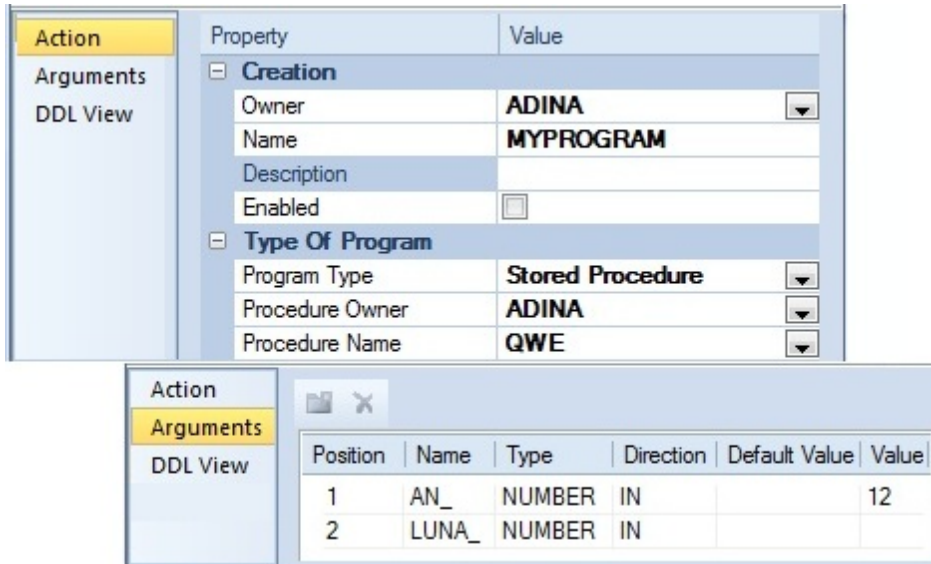 Action
Arguments
DDL View
Property Value
Creation
Owner ADINA
Name MYPROGRAM
Description
Enabled
Type Of Program
Program Type Stored Procedure
Procedure Owner ADINA
Procedure Name QWE
Action
Arguments
DDL View
Position Name Type Direction Default Value Value
1 AN_ NUMBER IN 12
2 LUNA_ NUMBER IN